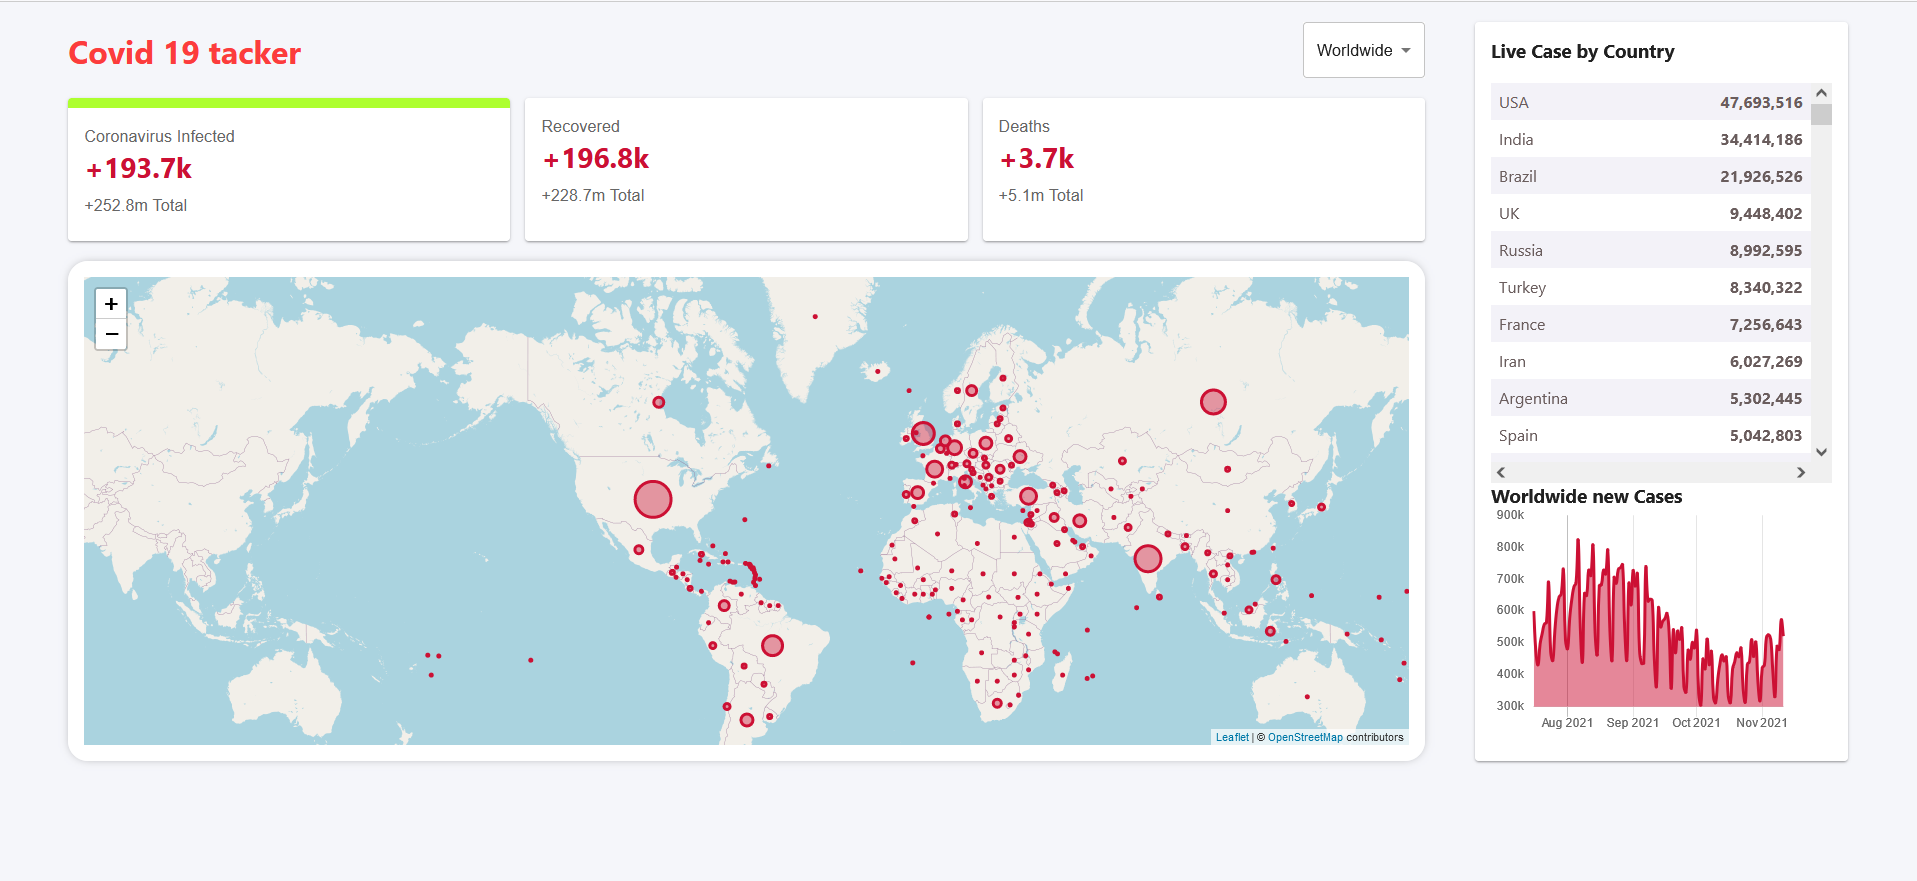 Covid 19 tacker
Worldwide
Coronavirus Infected
+193.7k
+252.8m Total
Recovered
+196.8k
+228.7m Total
Deaths
+3.7k
+5.1m Total
+
−
Leaflet | © OpenStreetMap contributors
Live Case by Country
USA 47,693,516
India 34,414,186
Brazil 21,926,526
UK 9,448,402
Russia 8,992,595
Turkey 8,340,322
France 7,256,643
Iran 6,027,269
Argentina 5,302,445
Spain 5,042,803
Worldwide new Cases
900k
800k
700k
600k
500k
400k
300k
Aug 2021 Sep 2021 Oct 2021 Nov 2021